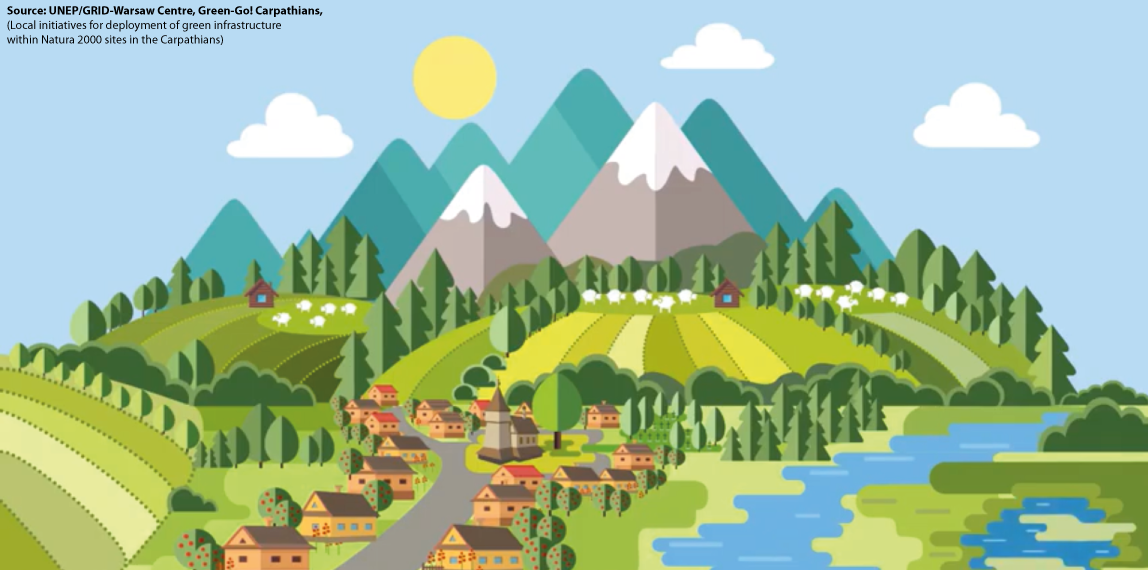 Source: UNEP/GRID-Warsaw Centre, Green-Go! Carpathians,
(Local initiatives for deployment of green infrastructure
within Natura 2000 sites in the Carpathians)